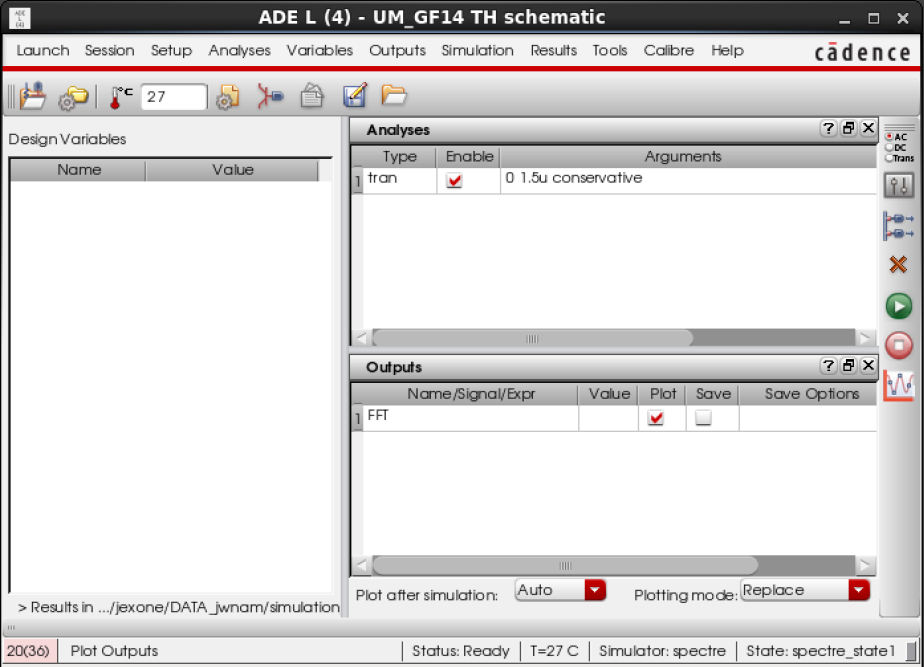 ADE L (4) - UM_GF14 TH schematic
Launch Session Setup Analyses Variables Outputs Simulation Results Tools Calibre Help cādence
°C 27
Design Variables
Name Value
> Results in .../jexone/DATA_jwnam/simulation
Analyses
Type Enable Arguments
1 tran 0 1.5u conservative
Outputs
Name/Signal/Expr Value Plot Save Save Options
1 FFT
Plot after simulation: Auto Plotting mode: Replace
AC
DC
Trans
20(36) Plot Outputs Status: Ready T=27 C Simulator: spectre State: spectre_state1